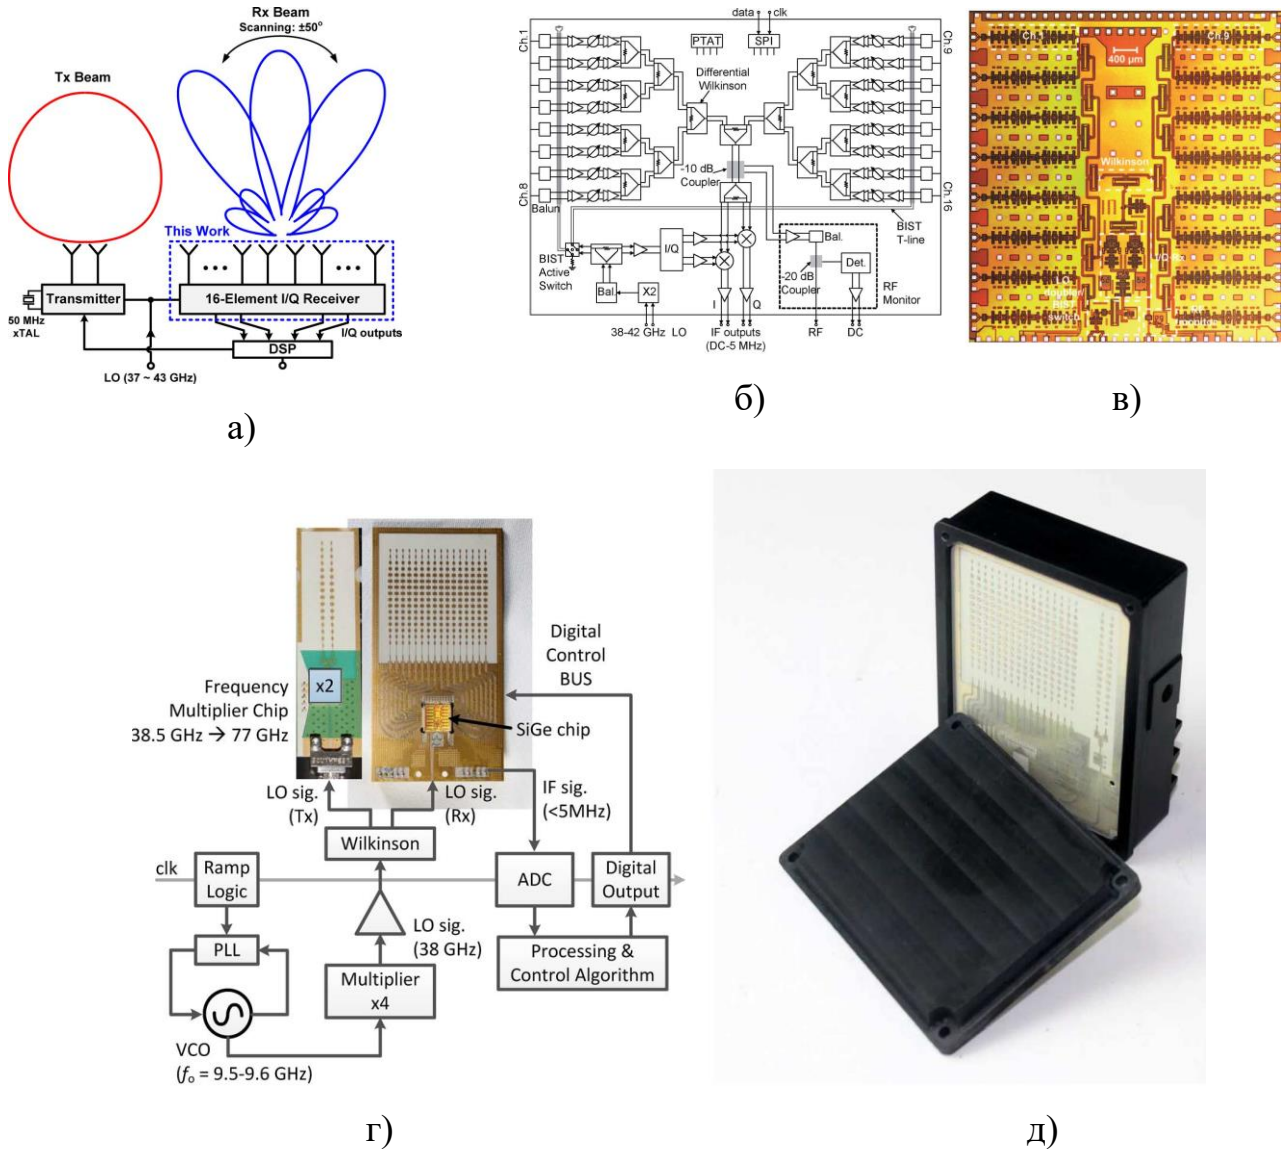 Rx Beam
Scanning: ±50°
Tx Beam
This Work
Transmitter
16-Element I/Q Receiver
50 MHz
xTAL
I/Q outputs
DSP
LO (37 ~ 43 GHz)
а)
data
clk
Ch.1
PTAT
SPI
Ch.9
Differential
Wilkinson
-10 dB
Coupler
Ch.8
Ch.16
Balun
BIST
T-line
BIST
Active
Switch
I/Q
Bal.
Bal.
X2
-20 dB
Coupler
Det.
RF
Monitor
I
Q
38-42 GHz LO
IF outputs
(DC-5 MHz)
RF
DC
б)
Ch.9
400 µm
Wilkinson
I/Q Rx
LO
doubler/
BIST
Switch
в)
x2
Frequency
Multiplier Chip
38.5 GHz → 77 GHz
Digital
Control
BUS
SiGe chip
LO sig.
(Tx)
LO sig.
(Rx)
IF sig.
(<5MHz)
Wilkinson
clk
Ramp
Logic
ADC
Digital
Output
PLL
LO sig.
(38 GHz)
Multiplier
x4
Processing &
Control Algorithm
VCO
(fo = 9.5-9.6 GHz)
г)
д)